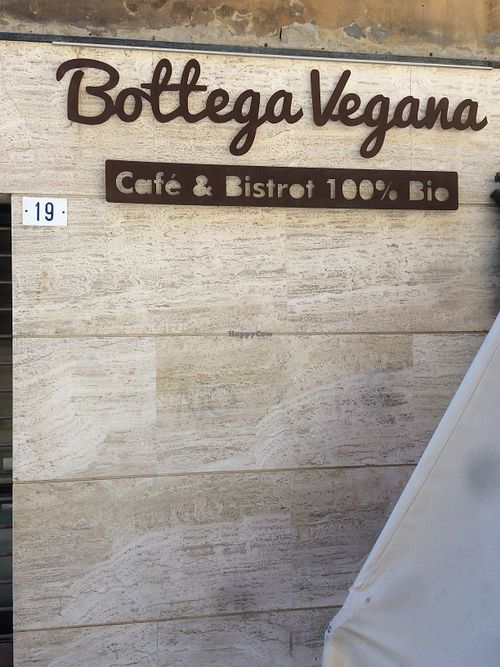 Bottega Vegana
Café & Bistrot 100% Bio
19
HappyCow